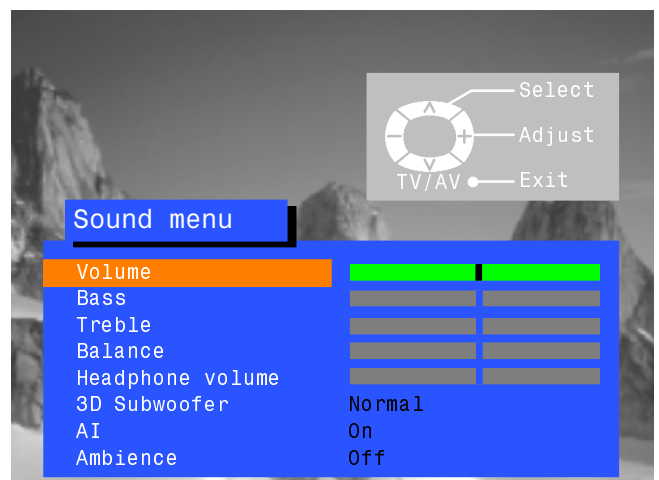 Select
Adjust
TV/AV Exit
Sound menu
Volume
Bass
Treble
Balance
Headphone volume
3D Subwoofer Normal
AI On
Ambience Off